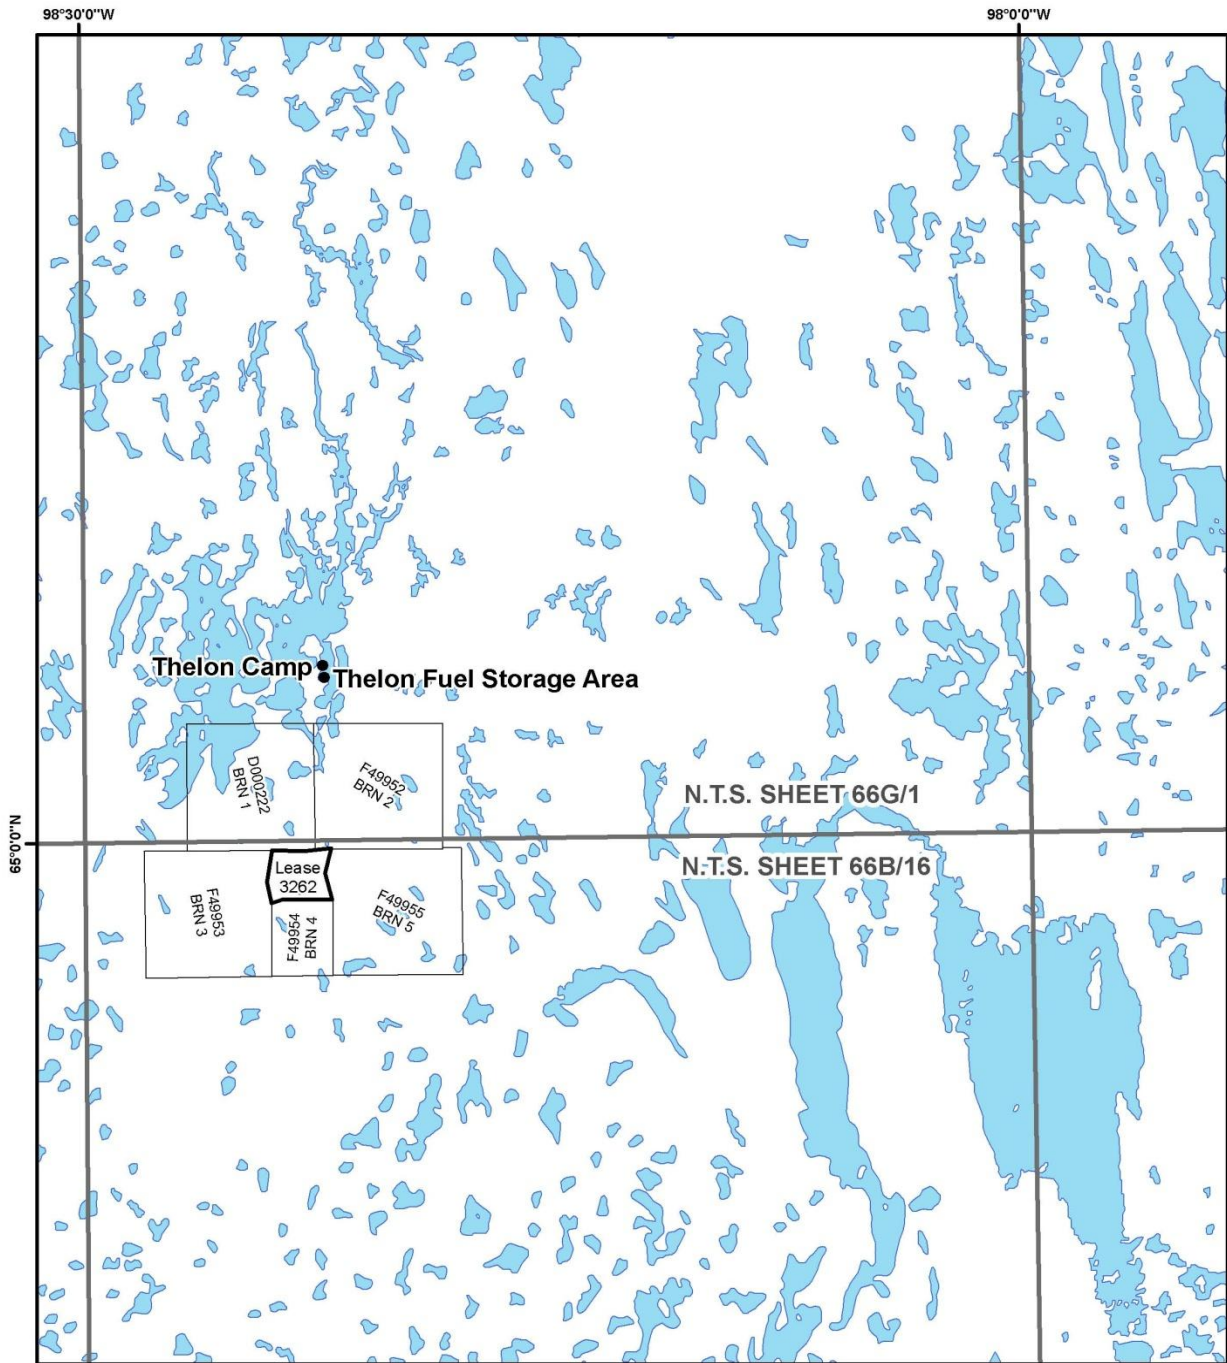 98°30'0"W
98°0'0"W
Thelon Camp
Thelon Fuel Storage Area
D000222
BRN 1
F49952
BRN 2
N.T.S. SHEET 66G/1
65°0'0"N
N.T.S. SHEET 66B/16
Lease
3262
F49953
BRN 3
F49954
BRN 4
F49955
BRN 5